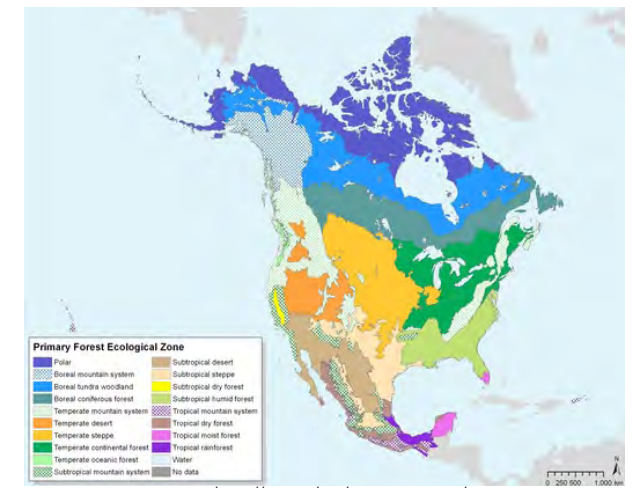 Primary Forest Ecological Zone
Polar
Boreal mountain system
Boreal tundra woodland
Boreal coniferous forest
Temperate mountain system
Temperate desert
Temperate steppe
Temperate continental forest
Temperate oceanic forest
Subtropical mountain system
Subtropical desert
Subtropical steppe
Subtropical dry forest
Subtropical humid forest
Tropical mountain system
Tropical dry forest
Tropical moist forest
Tropical rainforest
Water
No data
N
0 250 500 1,000 km